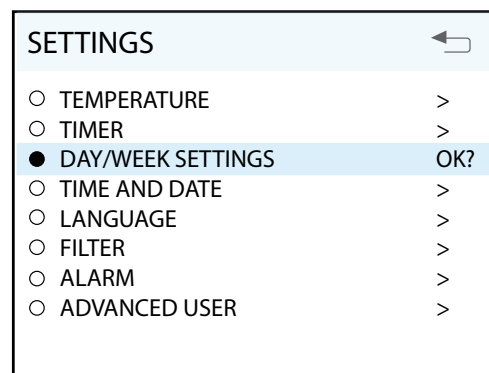 SETTINGS
TEMPERATURE >
TIMER >
DAY/WEEK SETTINGS OK?
TIME AND DATE >
LANGUAGE >
FILTER >
ALARM >
ADVANCED USER >